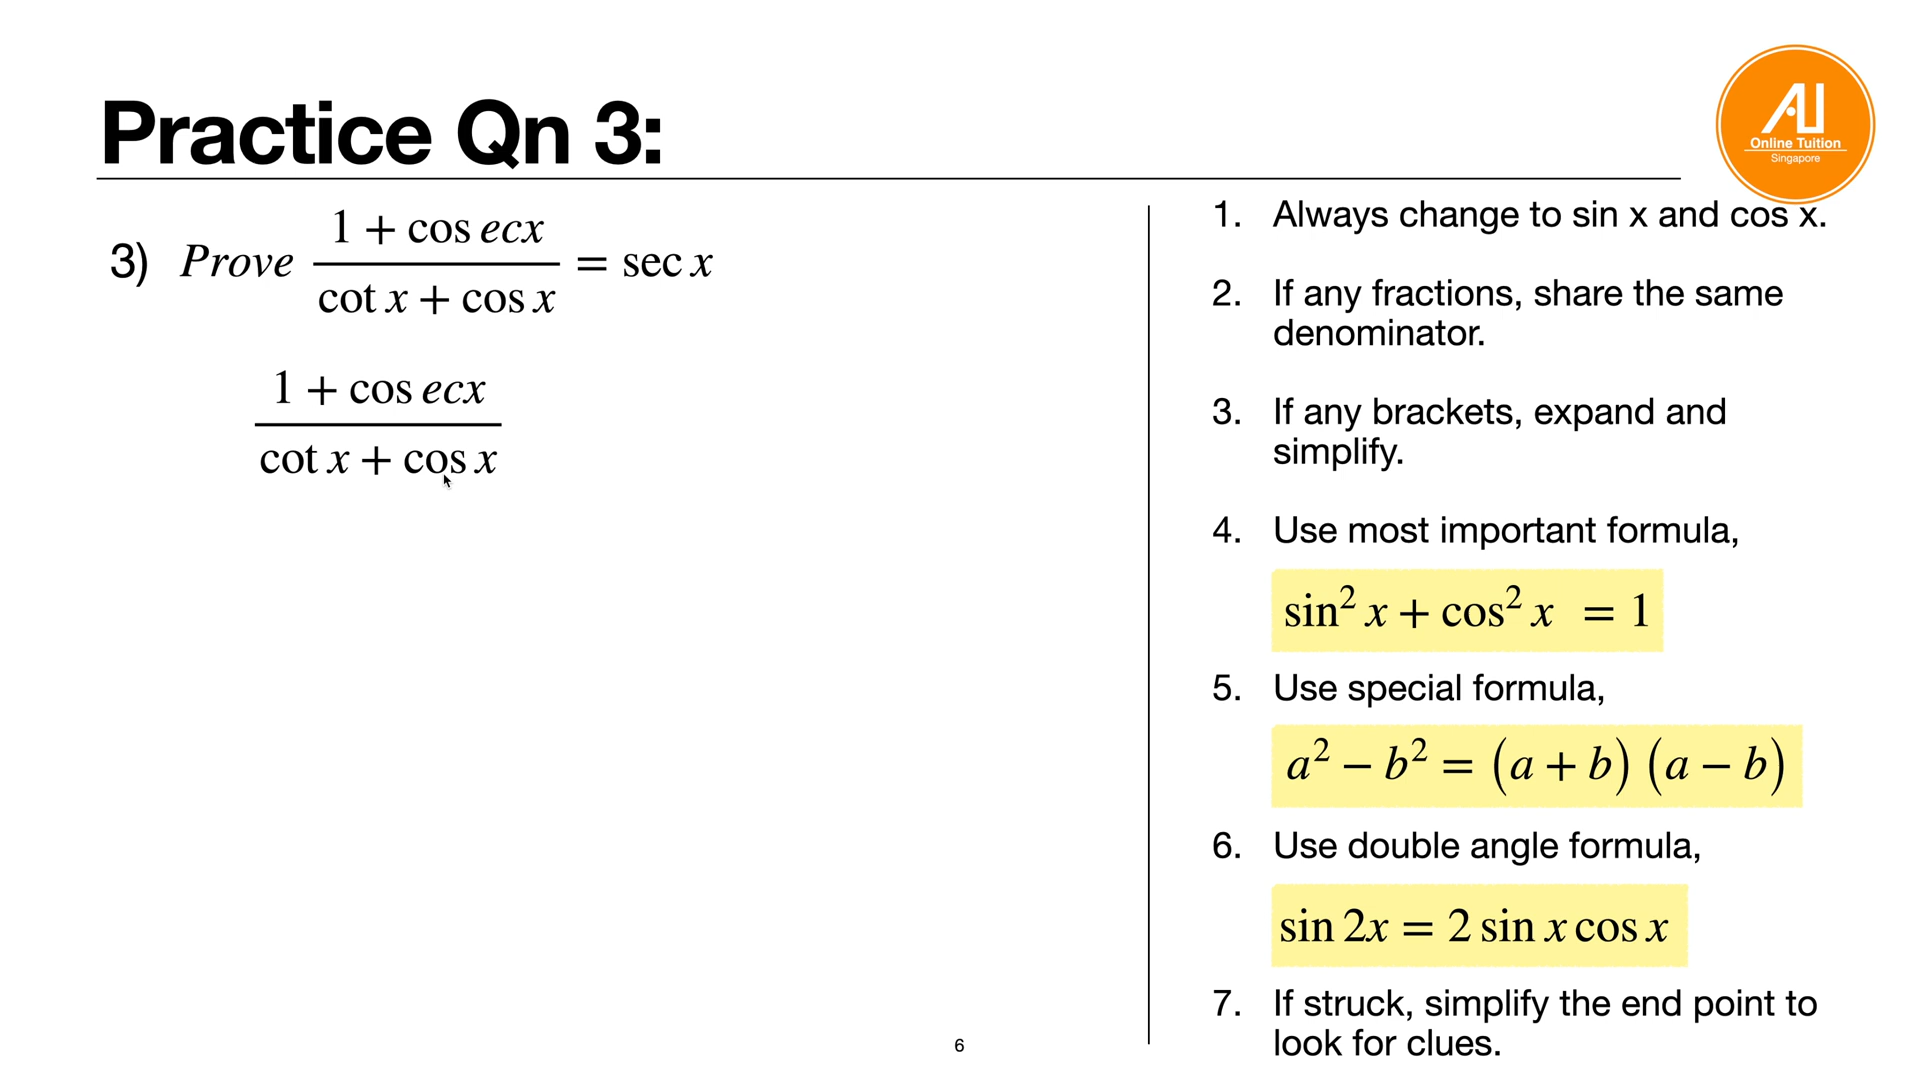 Practice Qn 3:
AU
Online Tuition
Singapore
3) Prove \frac{1 + \cos ecx}{\cot x + \cos x} = \sec x
\frac{1 + \cos ecx}{\cot x + \cos x}
1. Always change to sin x and cos x.
2. If any fractions, share the same
denominator.
3. If any brackets, expand and
simplify.
4. Use most important formula,
sin² x + cos² x = 1
5. Use special formula,
a² − b² = (a + b) (a − b)
6. Use double angle formula,
sin 2x = 2 sin x cos x
7. If struck, simplify the end point to
look for clues.
6